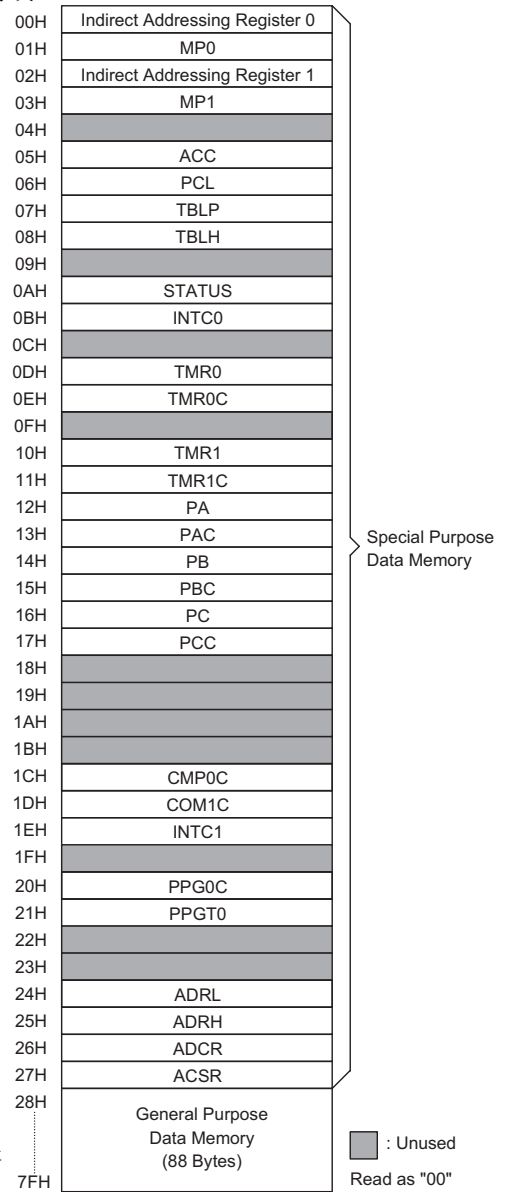 00H Indirect Addressing Register 0
01H MP0
02H Indirect Addressing Register 1
03H MP1
04H
05H ACC
06H PCL
07H TBLP
08H TBLH
09H
0AH STATUS
0BH INTC0
0CH
0DH TMR0
0EH TMR0C
0FH
10H TMR1
11H TMR1C
12H PA
13H PAC
14H PB
15H PBC
16H PC
17H PCC
18H
19H
1AH
1BH
1CH CMP0C
1DH COM1C
1EH INTC1
1FH
20H PPG0C
21H PPGT0
22H
23H
24H ADRL
25H ADRH
26H ADCR
27H ACSR
Special Purpose
Data Memory
28H
General Purpose
Data Memory
(88 Bytes)
7FH
: Unused
Read as "00"